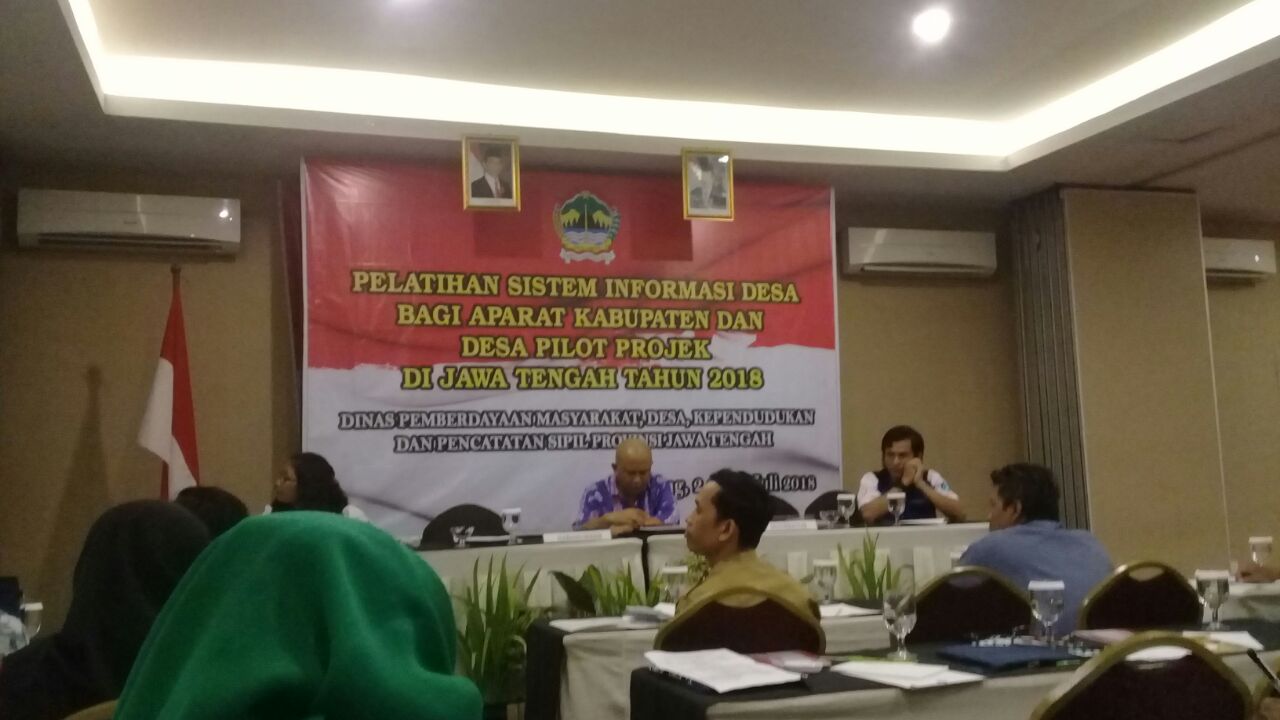 PELATIHAN SISTEM INFORMASI DESA
BAGI APARAT KABUPATEN DAN
DESA PILOT PROJEK
DI JAWA TENGAH TAHUN 2018
DINAS PEMBERDAYAAN MASYARAKAT, DESA, KEPENDUDUKAN
DAN PENCATATAN SIPIL PROVINSI JAWA TENGAH
Juli 2018